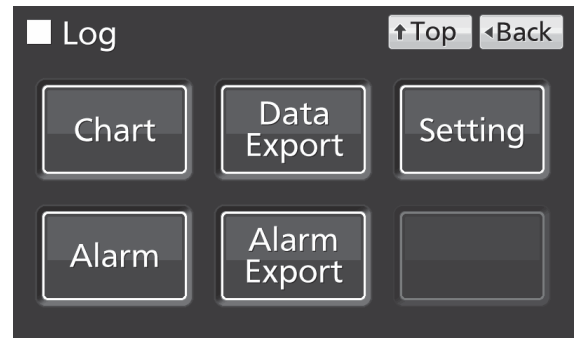 Log
↑Top
◂Back
Chart
Data
Export
Setting
Alarm
Alarm
Export